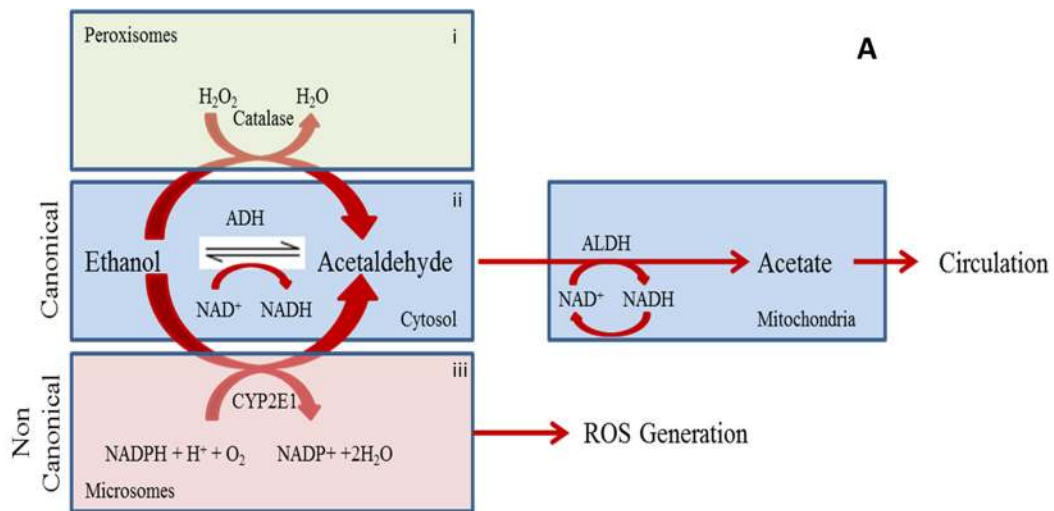 A
Peroxisomes
i
H₂O₂
H₂O
Catalase
Canonical
ii
ADH
Ethanol
Acetaldehyde
NAD⁺
NADH
Cytosol
ALDH
NAD⁺
NADH
Acetate
Mitochondria
Circulation
Non
Canonical
iii
CYP2E1
NADPH + H⁺ + O₂
NADP+ +2H₂O
Microsomes
ROS Generation